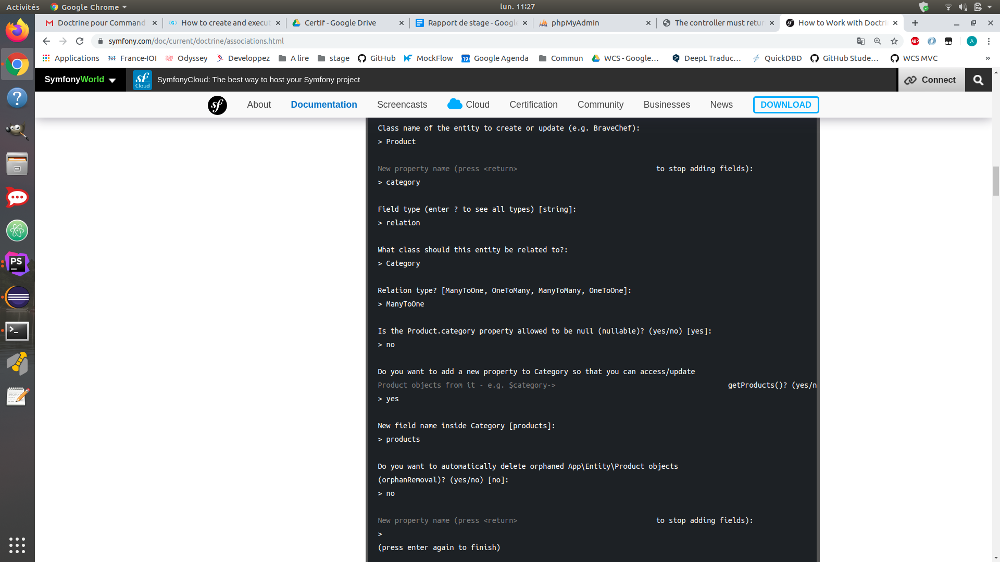 Activités
Google Chrome
lun. 11:27
Doctrine pour Command
How to create and execut
Certif - Google Drive
Rapport de stage - Google
phpMyAdmin
The controller must retur
How to Work with Doctri
symfony.com/doc/current/doctrine/associations.html
ABP
A
Applications
France-IOI
Odyssey
Developpez
A lire
stage
GitHub
MockFlow
19
Google Agenda
Commun
WCS - Google…
DeepL Traduc…
QuickDBD
GitHub Stude…
WCS MVC
»
SymfonyWorld
sf
Cloud
SymfonyCloud: The best way to host your Symfony project
Connect
sf
About
Documentation
Screencasts
Cloud
Certification
Community
Businesses
News
DOWNLOAD
Class name of the entity to create or update (e.g. BraveChef):
> Product
New property name (press <return> to stop adding fields):
> category
Field type (enter ? to see all types) [string]:
> relation
What class should this entity be related to?:
> Category
Relation type? [ManyToOne, OneToMany, ManyToMany, OneToOne]:
> ManyToOne
Is the Product.category property allowed to be null (nullable)? (yes/no) [yes]:
> no
Do you want to add a new property to Category so that you can access/update
Product objects from it - e.g. $category-> getProducts()? (yes/n
> yes
New field name inside Category [products]:
> products
Do you want to automatically delete orphaned App\Entity\Product objects
(orphanRemoval)? (yes/no) [no]:
> no
New property name (press <return> to stop adding fields):
>
(press enter again to finish)
PS